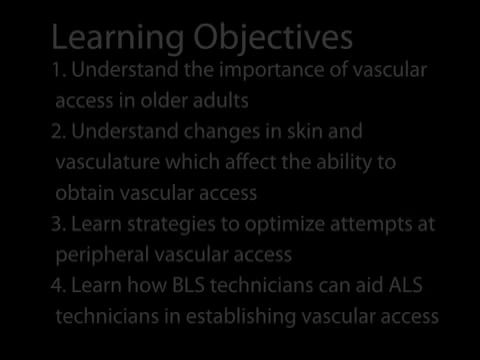 Learning Objectives
1. Understand the importance of vascular
access in older adults
2. Understand changes in skin and
vasculature which affect the ability to
obtain vascular access
3. Learn strategies to optimize attempts at
peripheral vascular access
4. Learn how BLS technicians can aid ALS
technicians in establishing vascular access